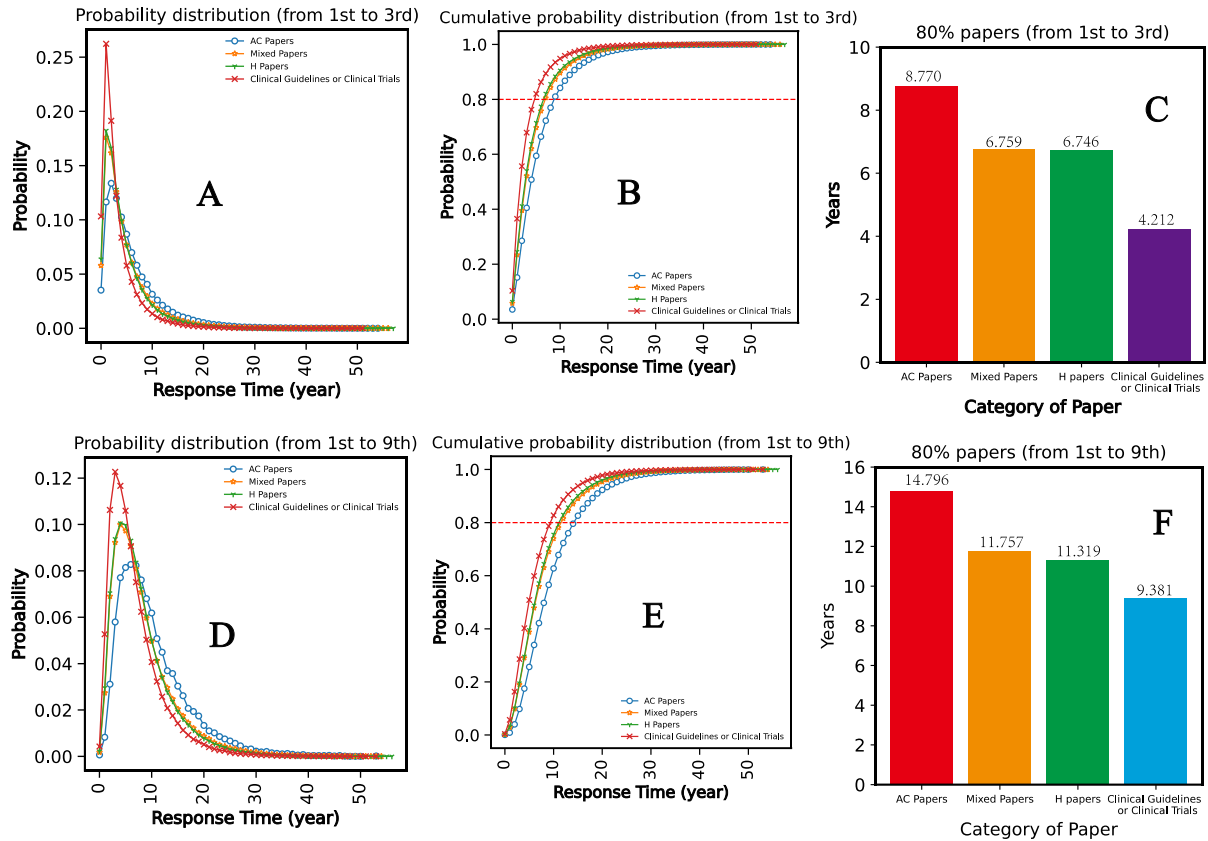 Probability distribution (from 1st to 3rd)
0.25
0.20
0.15
0.10
0.05
0.00
Probability
AC Papers
Mixed Papers
H Papers
Clinical Guidelines or Clinical Trials
A
0
10
20
30
40
50
Response Time (year)
Cumulative probability distribution (from 1st to 3rd)
1.0
0.8
0.6
0.4
0.2
0.0
Probability
B
AC Papers
Mixed Papers
H Papers
Clinical Guidelines or Clinical Trials
0
10
20
30
40
50
Response Time (year)
80% papers (from 1st to 3rd)
10
8
6
4
2
0
Years
8.770
6.759
6.746
4.212
C
AC Papers
Mixed Papers
H papers
Clinical Guidelines
or Clinical Trials
Category of Paper
Probability distribution (from 1st to 9th)
0.12
0.10
0.08
0.06
0.04
0.02
0.00
Probability
AC Papers
Mixed Papers
H Papers
Clinical Guidelines or Clinical Trials
D
0
10
20
30
40
50
Response Time (year)
Cumulative probability distribution (from 1st to 9th)
1.0
0.8
0.6
0.4
0.2
0.0
Probability
E
AC Papers
Mixed Papers
H Papers
Clinical Guidelines or Clinical Trials
0
10
20
30
40
50
Response Time (year)
80% papers (from 1st to 9th)
16
14
12
10
8
6
4
2
0
Years
14.796
11.757
11.319
9.381
F
AC Papers
Mixed Papers
H papers
Clinical Guidelines
or Clinical Trials
Category of Paper